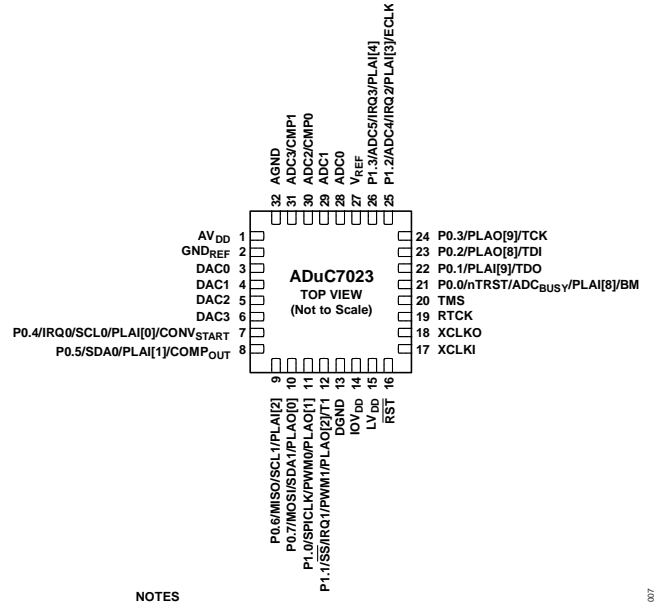 P1.3/ADC5/IRQ3/PLAI[4]
P1.2/ADC4/IRQ2/PLAI[3]/ECLK
AGND
ADC3/CMP1
ADC2/CMP0
ADC1
ADC0
VREF
32
31
30
29
28
27
26
25
AVDD 1
GNDREF 2
DAC0 3
DAC1 4
DAC2 5
DAC3 6
P0.4/IRQ0/SCL0/PLAI[0]/CONVSTART 7
P0.5/SDA0/PLAI[1]/COMPOUT 8
ADuC7023
TOP VIEW
(Not to Scale)
24 P0.3/PLAO[9]/TCK
23 P0.2/PLAO[8]/TDI
22 P0.1/PLAI[9]/TDO
21 P0.0/nTRST/ADCBUSY/PLAI[8]/BM
20 TMS
19 RTCK
18 XCLKO
17 XCLKI
9
10
11
12
13
14
15
16
P0.6/MISO/SCL1/PLAI[2]
P0.7/MOSI/SDA1/PLAO[0]
P1.0/SPICLK/PWM0/PLAO[1]
P1.1/SS/IRQ1/PWM1/PLAO[2]/T1
DGND
IOVDD
LVDD
RST
NOTES
007